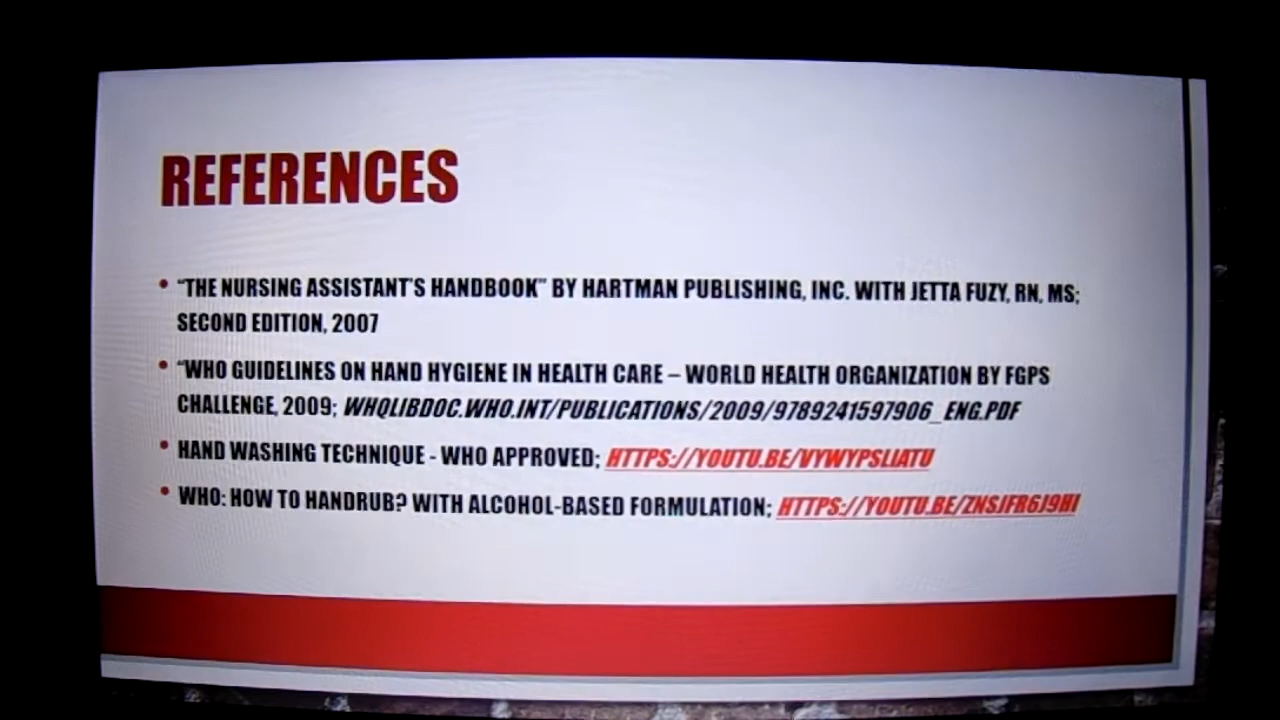 REFERENCES
• "THE NURSING ASSISTANT'S HANDBOOK" BY HARTMAN PUBLISHING, INC. WITH JETTA FUZY, RN, MS;
SECOND EDITION, 2007
• "WHO GUIDELINES ON HAND HYGIENE IN HEALTH CARE – WORLD HEALTH ORGANIZATION BY FGPS
CHALLENGE, 2009; WHQLIBDOC.WHO.INT/PUBLICATIONS/2009/9789241597906_ENG.PDF
• HAND WASHING TECHNIQUE - WHO APPROVED; HTTPS://YOUTU.BE/VYWYPSLIATU
• WHO: HOW TO HANDRUB? WITH ALCOHOL-BASED FORMULATION; HTTPS://YOUTU.BE/ZNSJFR6J9HI